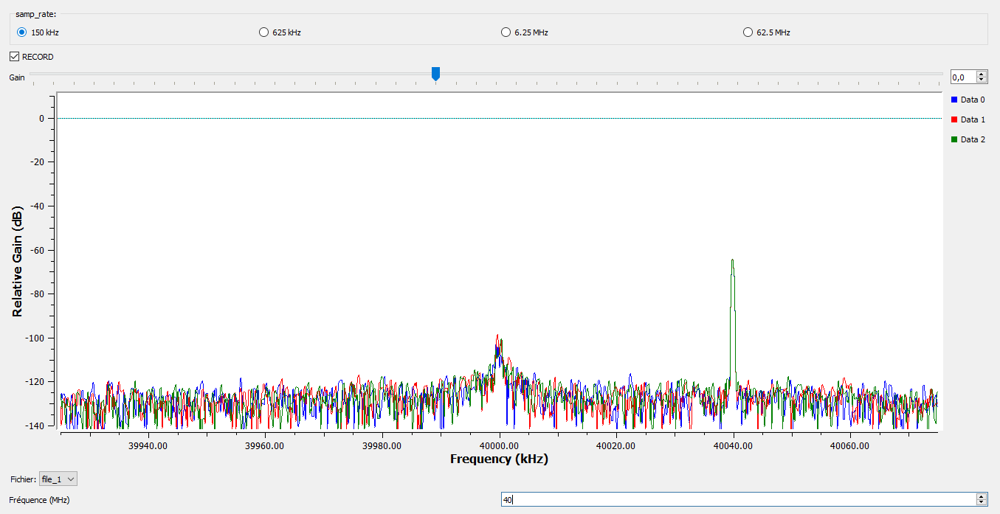 samp_rate:
150 kHz 625 kHz 6.25 MHz 62.5 MHz
RECORD
Gain 0,0
Data 0
Data 1
Data 2
0
-20
-40
-60
-80
-100
-120
-140
Relative Gain (dB)
39940.00 39960.00 39980.00 40000.00 40020.00 40040.00 40060.00
Frequency (kHz)
Fichier: file_1
Fréquence (MHz) 40